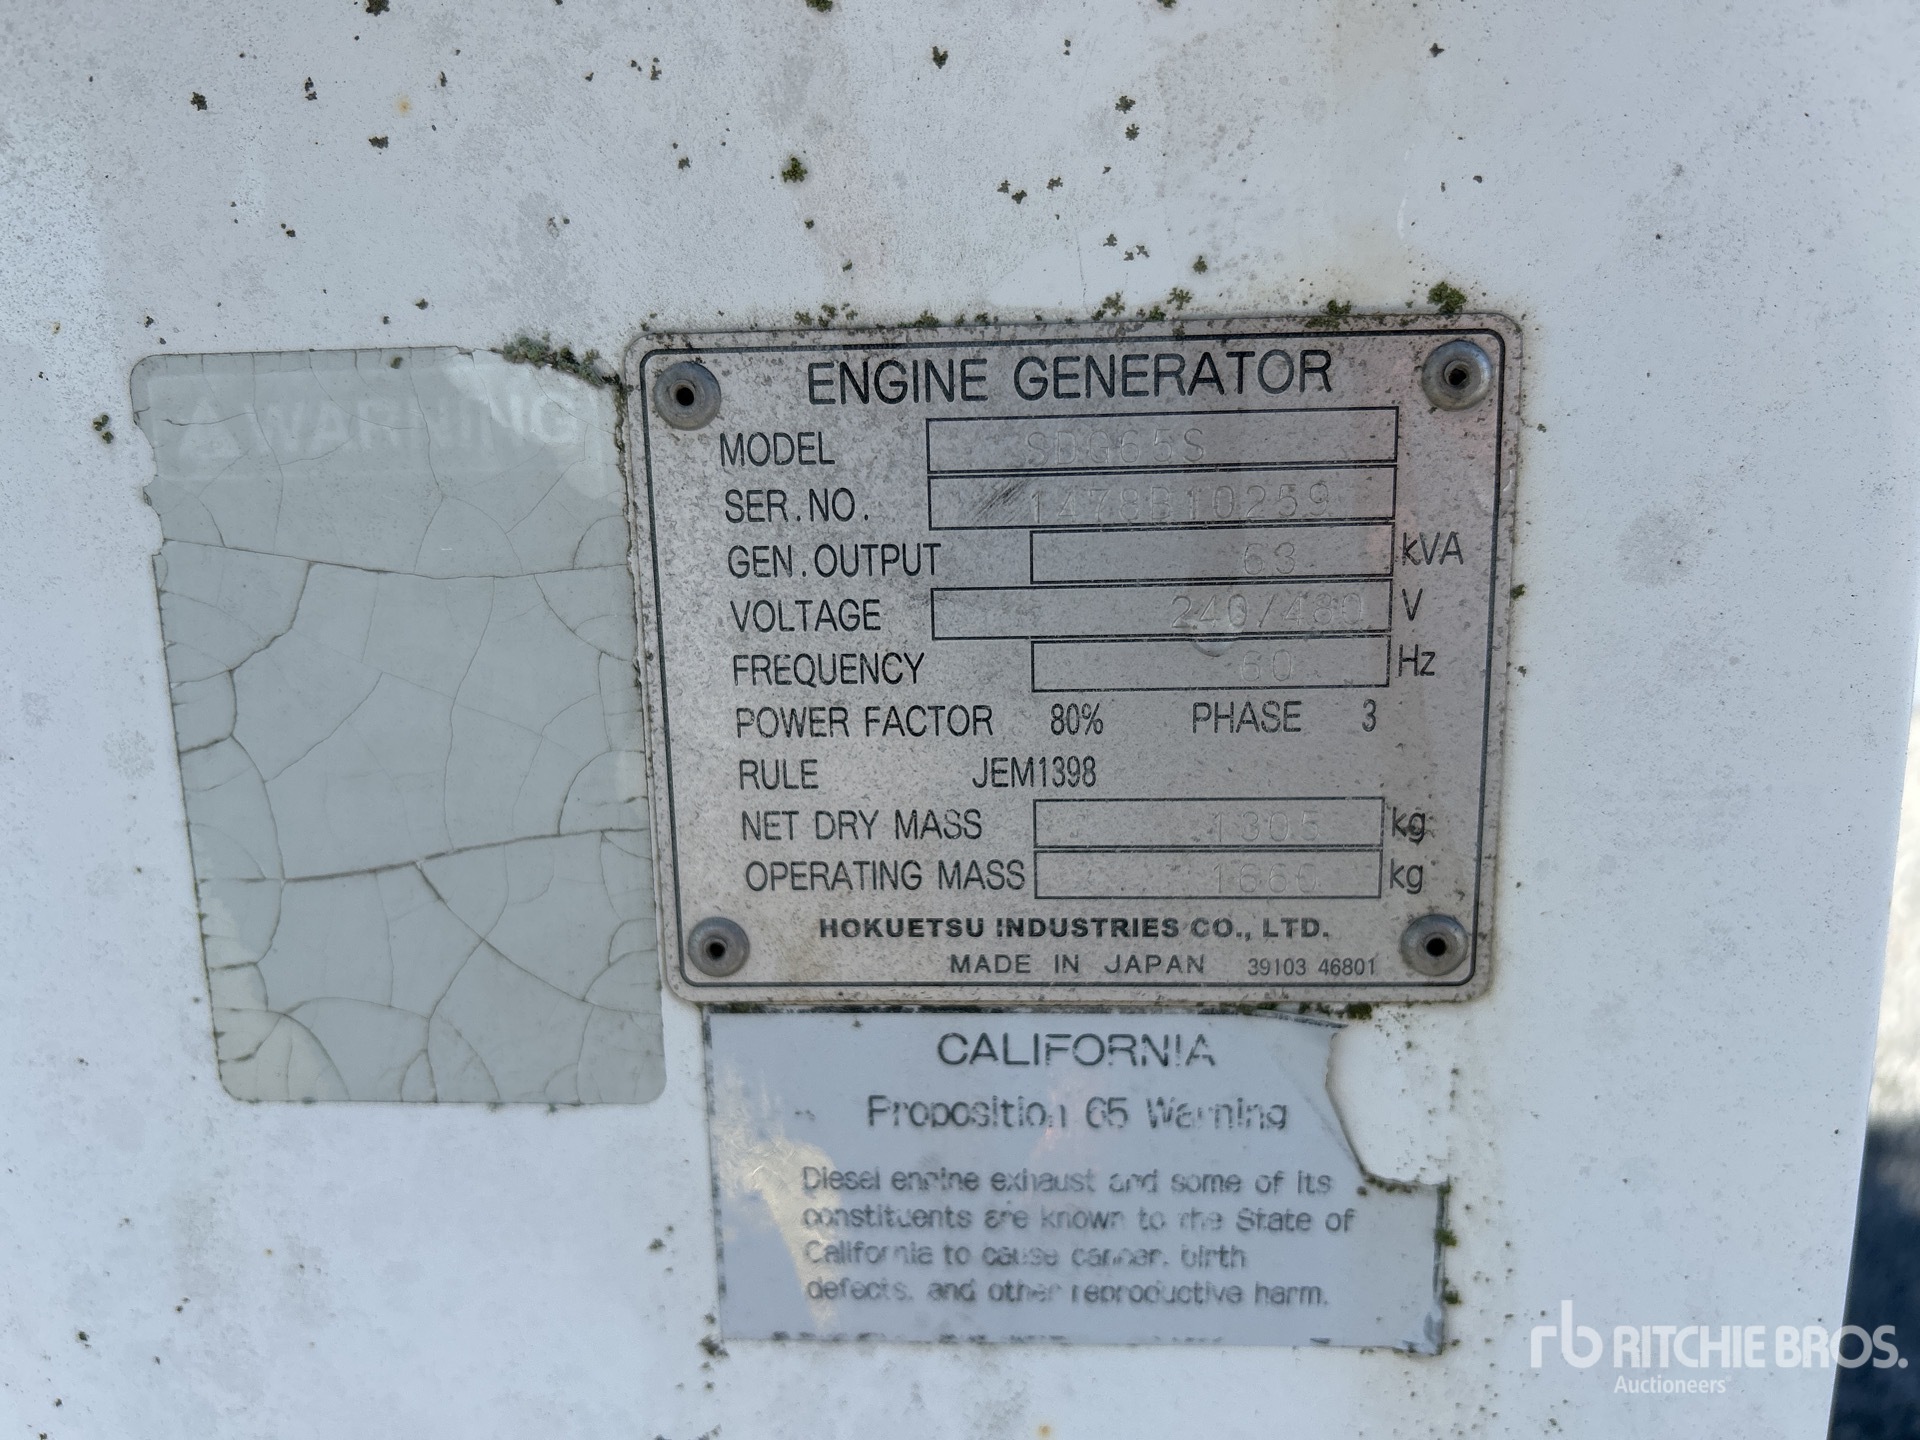 WARNING
ENGINE GENERATOR
MODEL SDG65S
SER.NO. 1478B10259
GEN.OUTPUT 63 kVA
VOLTAGE 240/480 V
FREQUENCY 60 Hz
POWER FACTOR 80% PHASE 3
RULE JEM1398
NET DRY MASS 1305 kg
OPERATING MASS 1660 kg
HOKUETSU INDUSTRIES CO., LTD.
MADE IN JAPAN 39103 46801
CALIFORNIA
Proposition 65 Warning
Diesel engine exhaust and some of its
constituents are known to the State of
California to cause cancer, birth
defects, and other reproductive harm.
rb RITCHIE BROS.
Auctioneers